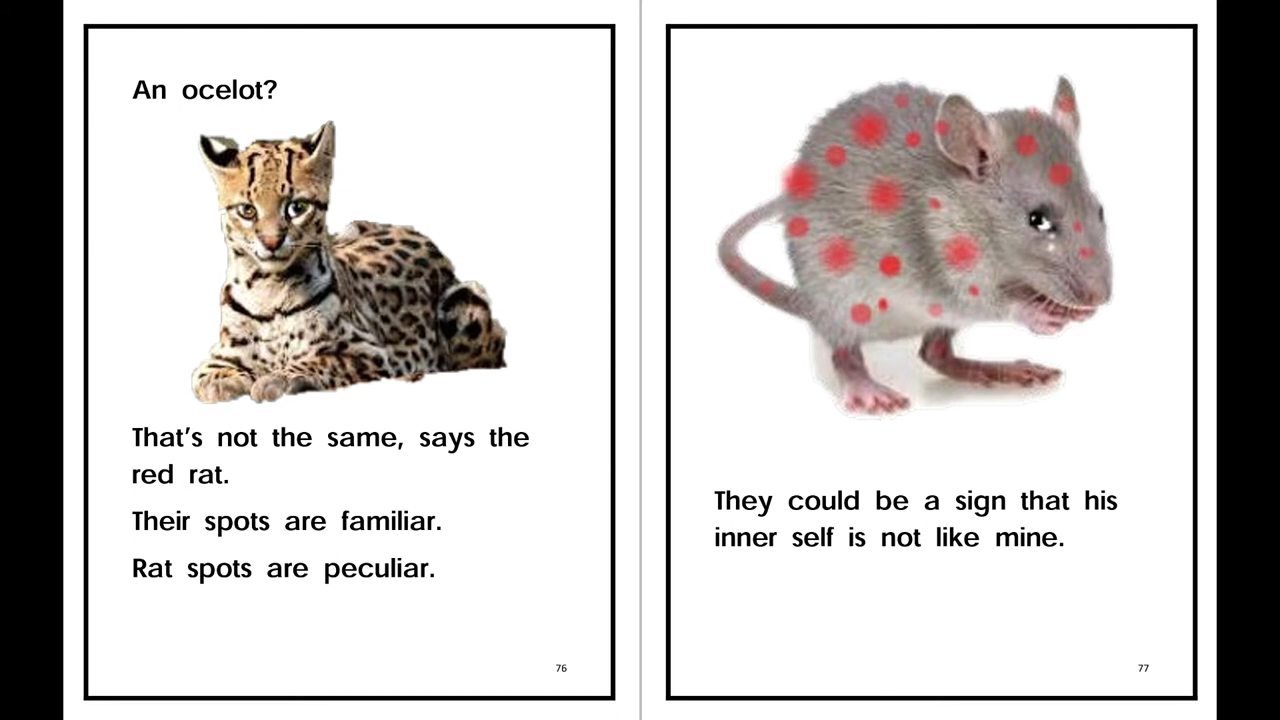 An ocelot?
That's not the same, says the
red rat.
Their spots are familiar.
Rat spots are peculiar.
76
They could be a sign that his
inner self is not like mine.
77